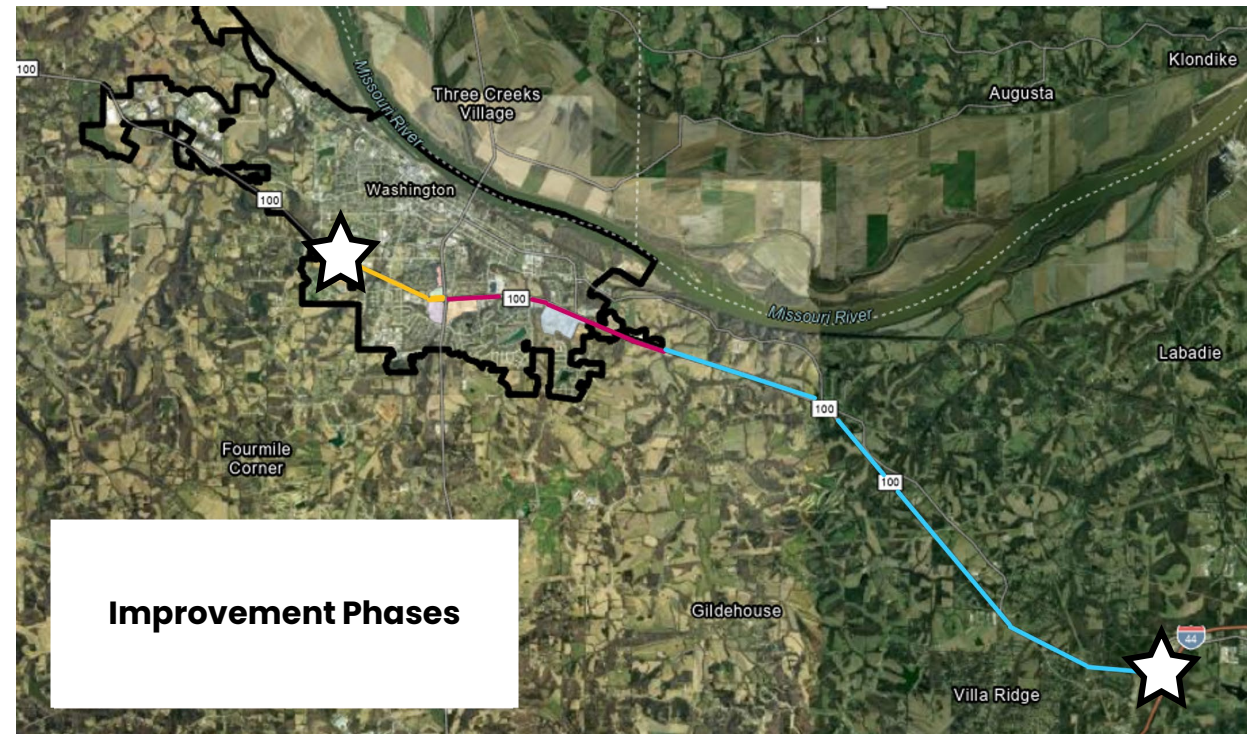 100
Klondike
Augusta
Three Creeks
Village
Missouri River
Washington
100
100
Missouri River
Labadie
100
Fourmile
Corner
100
Improvement Phases
Gildehouse
44
Villa Ridge